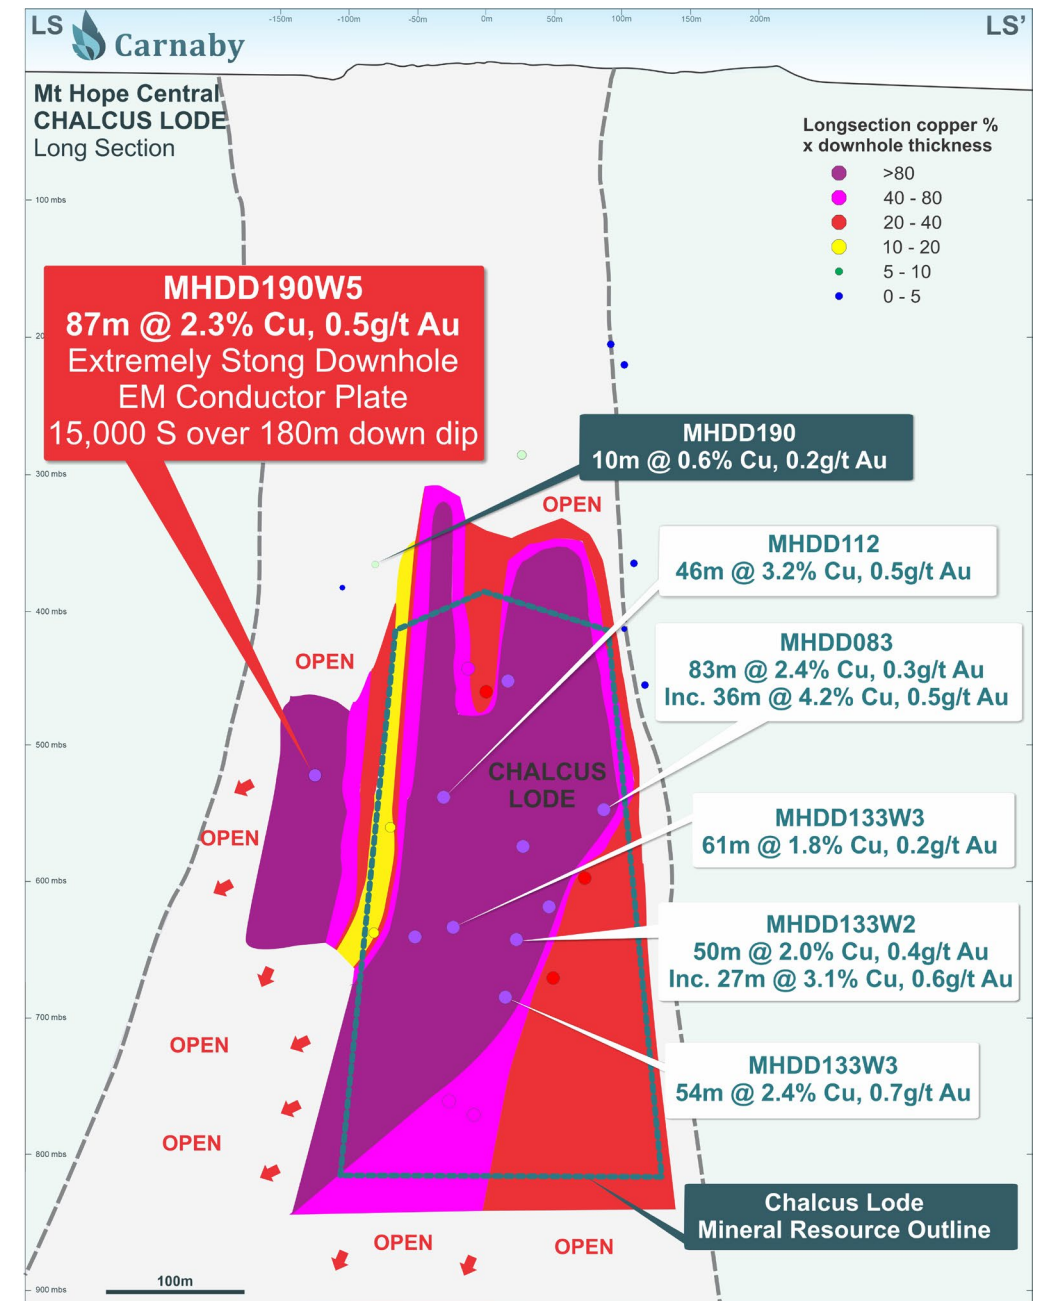 -150m -100m -50m 0m 50m 100m 150m 200m
LS
Carnaby
LS’
Mt Hope Central
CHALCUS LODE
Long Section
Longsection copper %
x downhole thickness
>80
40 - 80
20 - 40
10 - 20
5 - 10
0 - 5
100 mbs
20
300 mbs
400 mbs
500 mbs
600 mbs
700 mbs
800 mbs
900 mbs
MHDD190W5
87m @ 2.3% Cu, 0.5g/t Au
Extremely Stong Downhole
EM Conductor Plate
15,000 S over 180m down dip
MHDD190
10m @ 0.6% Cu, 0.2g/t Au
OPEN
MHDD112
46m @ 3.2% Cu, 0.5g/t Au
OPEN
MHDD083
83m @ 2.4% Cu, 0.3g/t Au
Inc. 36m @ 4.2% Cu, 0.5g/t Au
CHALCUS
LODE
OPEN
MHDD133W3
61m @ 1.8% Cu, 0.2g/t Au
MHDD133W2
50m @ 2.0% Cu, 0.4g/t Au
Inc. 27m @ 3.1% Cu, 0.6g/t Au
OPEN
MHDD133W3
54m @ 2.4% Cu, 0.7g/t Au
OPEN
Chalcus Lode
Mineral Resource Outline
OPEN
OPEN
100m